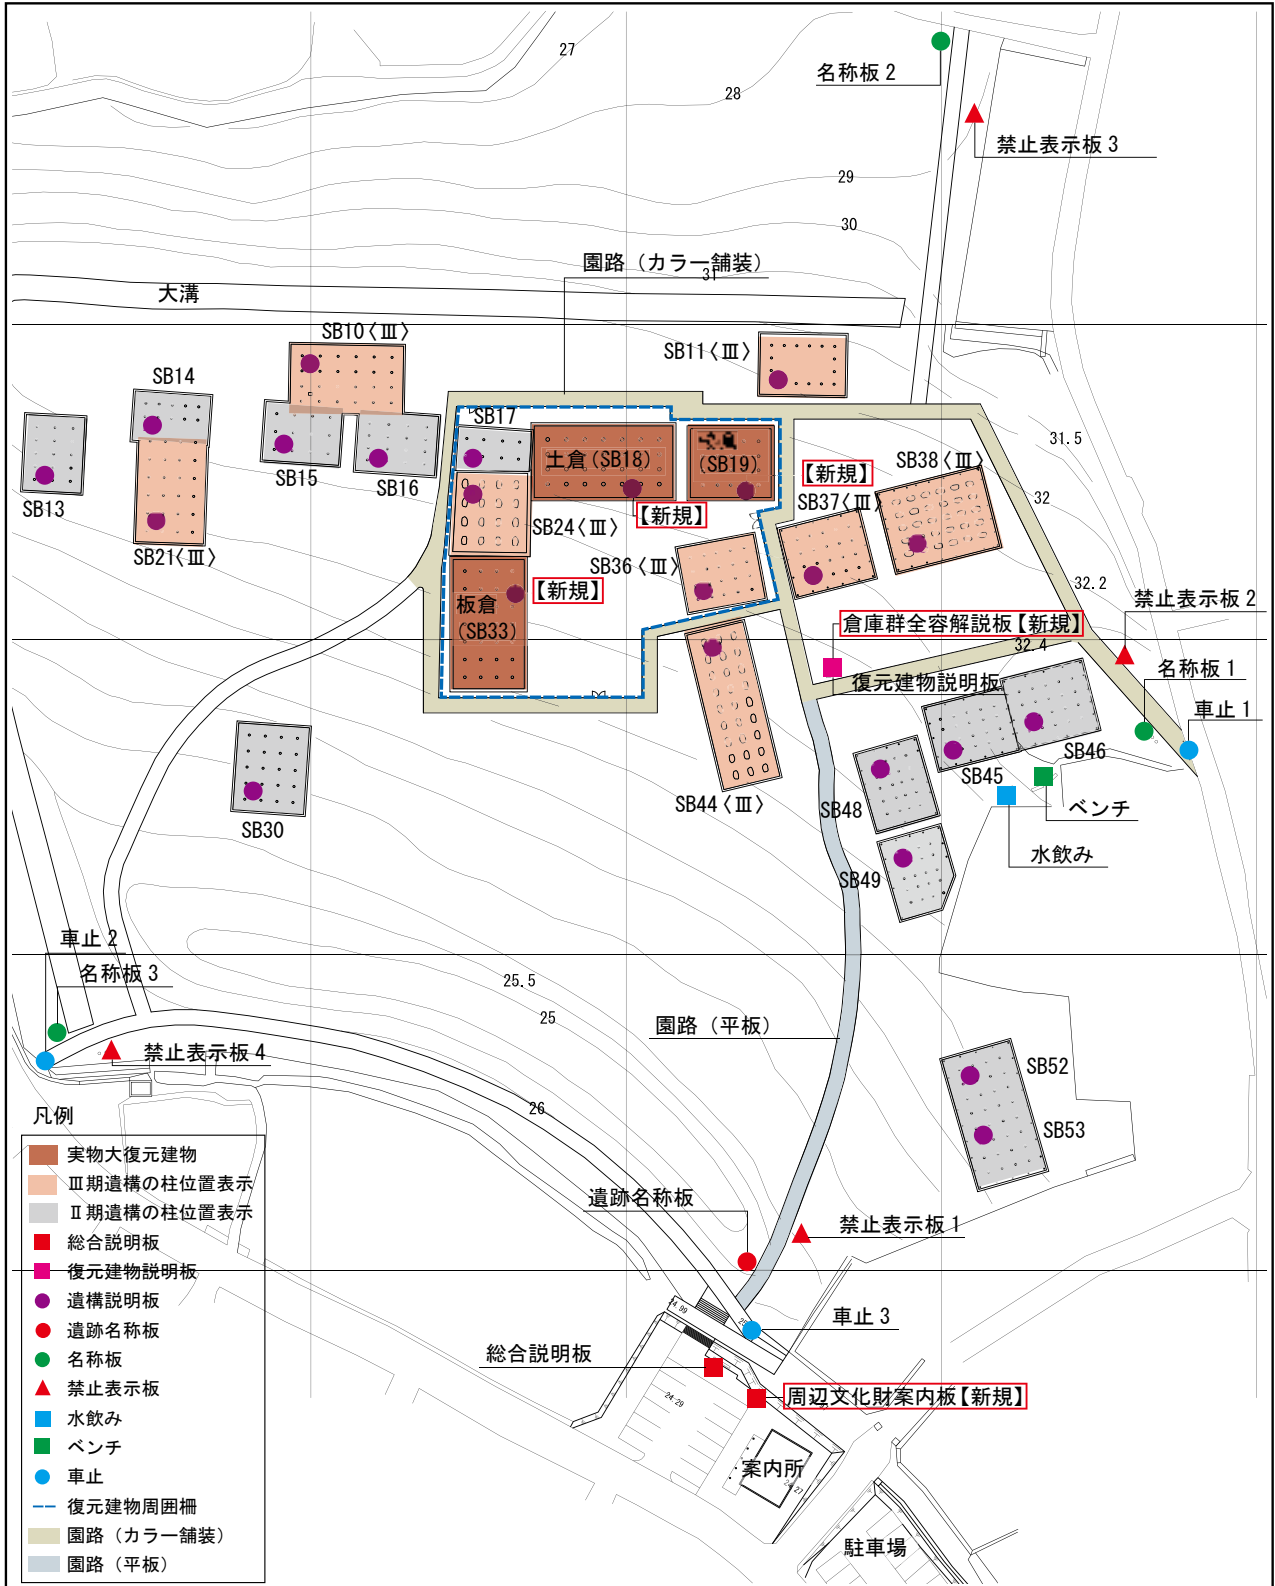 27
名称板2
28
禁止表示板3
29
30
園路（カラー舗装）
31
大溝
SB10〈Ⅲ〉
SB11〈Ⅲ〉
SB14
SB17
31.5
土倉(SB18)
(SB19)
【新規】
SB38〈Ⅲ〉
SB15
SB16
SB13
32
SB37〈Ⅲ〉
【新規】
SB24〈Ⅲ〉
SB21〈Ⅲ〉
SB36〈Ⅲ〉
32.2
【新規】
板倉
(SB33)
禁止表示板2
倉庫群全容解説板【新規】
32.4
名称板1
復元建物説明板
車止1
SB46
SB45
SB44〈Ⅲ〉
SB48
ベンチ
SB30
水飲み
SB49
車止2
名称板3
25.5
25
園路（平板）
禁止表示板4
SB52
26
SB53
遺跡名称板
禁止表示板1
24.99
車止3
総合説明板
周辺文化財案内板【新規】
24.29
案内所
24.27
駐車場
凡例
実物大復元建物
Ⅲ期遺構の柱位置表示
Ⅱ期遺構の柱位置表示
総合説明板
復元建物説明板
遺構説明板
遺跡名称板
名称板
禁止表示板
水飲み
ベンチ
車止
復元建物周囲柵
園路（カラー舗装）
園路（平板）